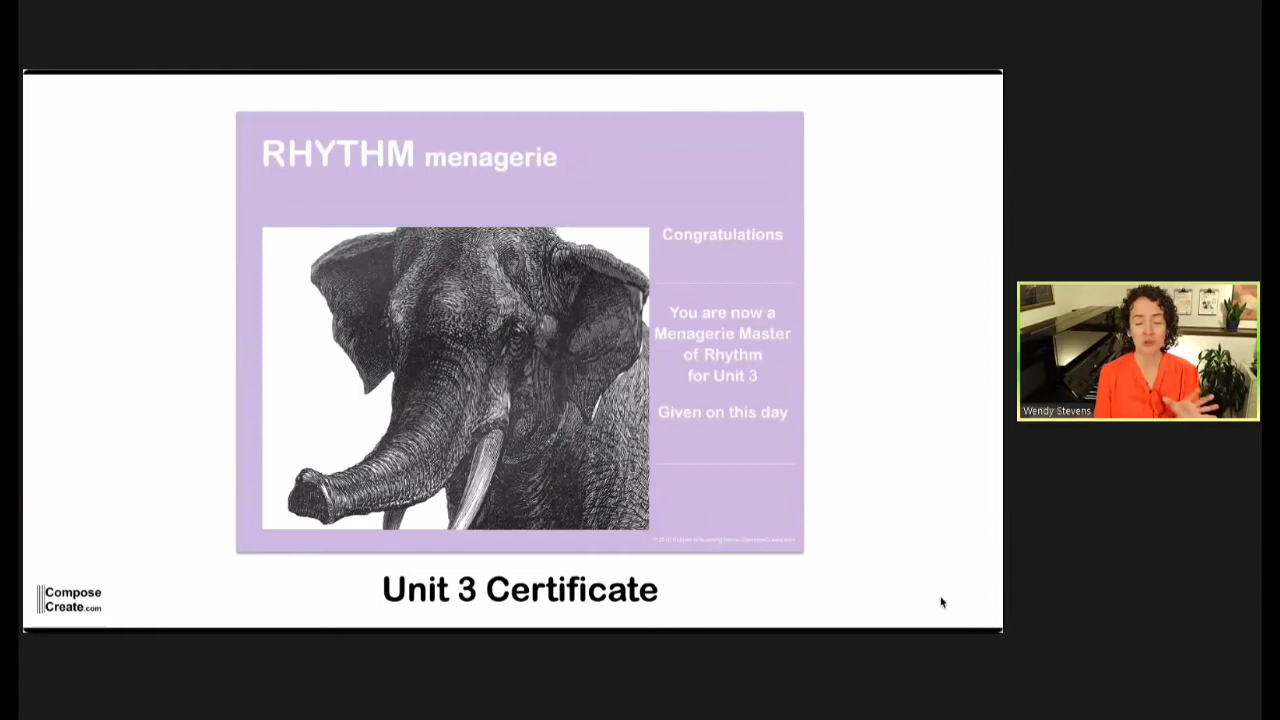 RHYTHM menagerie
Congratulations
You are now a
Menagerie Master
of Rhythm
for Unit 3
Given on this day
Unit 3 Certificate
Compose
Create.com
Wendy Stevens